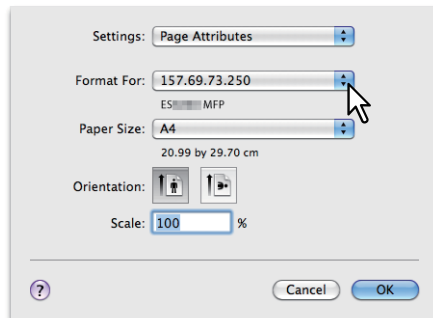 Settings: Page Attributes
Format For: 157.69.73.250
ES MFP
Paper Size: A4
20.99 by 29.70 cm
Orientation:
Scale: 100 %
? Cancel OK